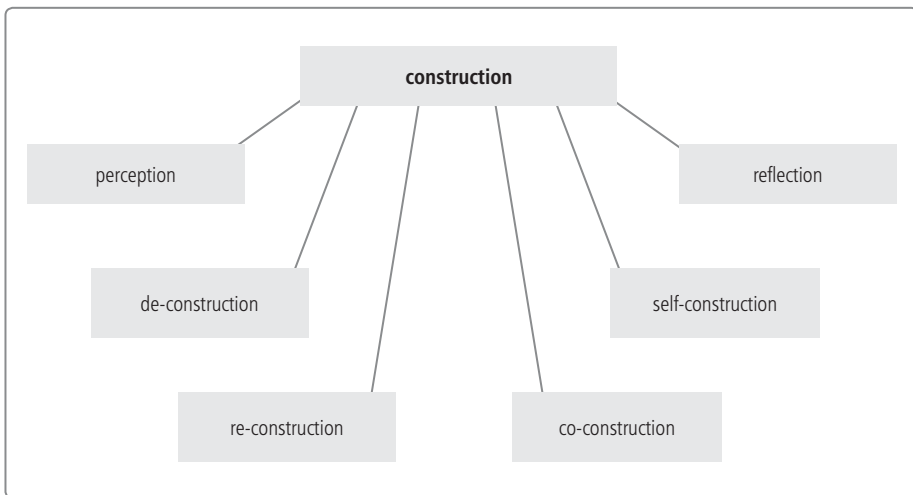 construction
perception
reflection
de-construction
self-construction
re-construction
co-construction